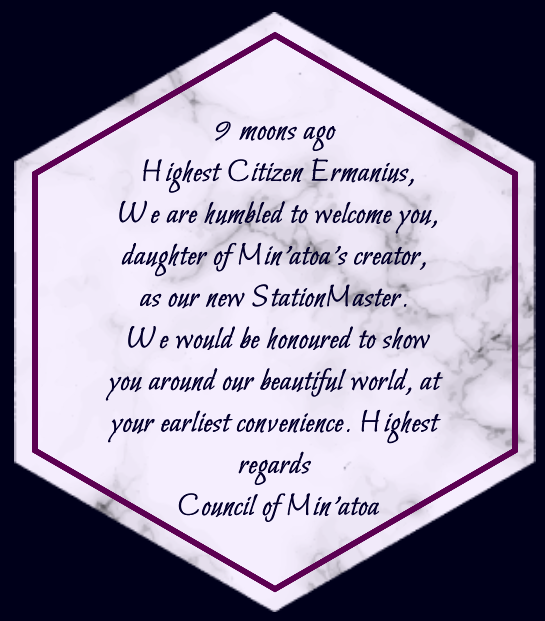 9 moons ago
Highest Citizen Ermanius,
We are humbled to welcome you,
daughter of Min'atoa's creator,
as our new StationMaster.
We would be honoured to show
you around our beautiful world, at
your earliest convenience. Highest
regards
Council of Min'atoa